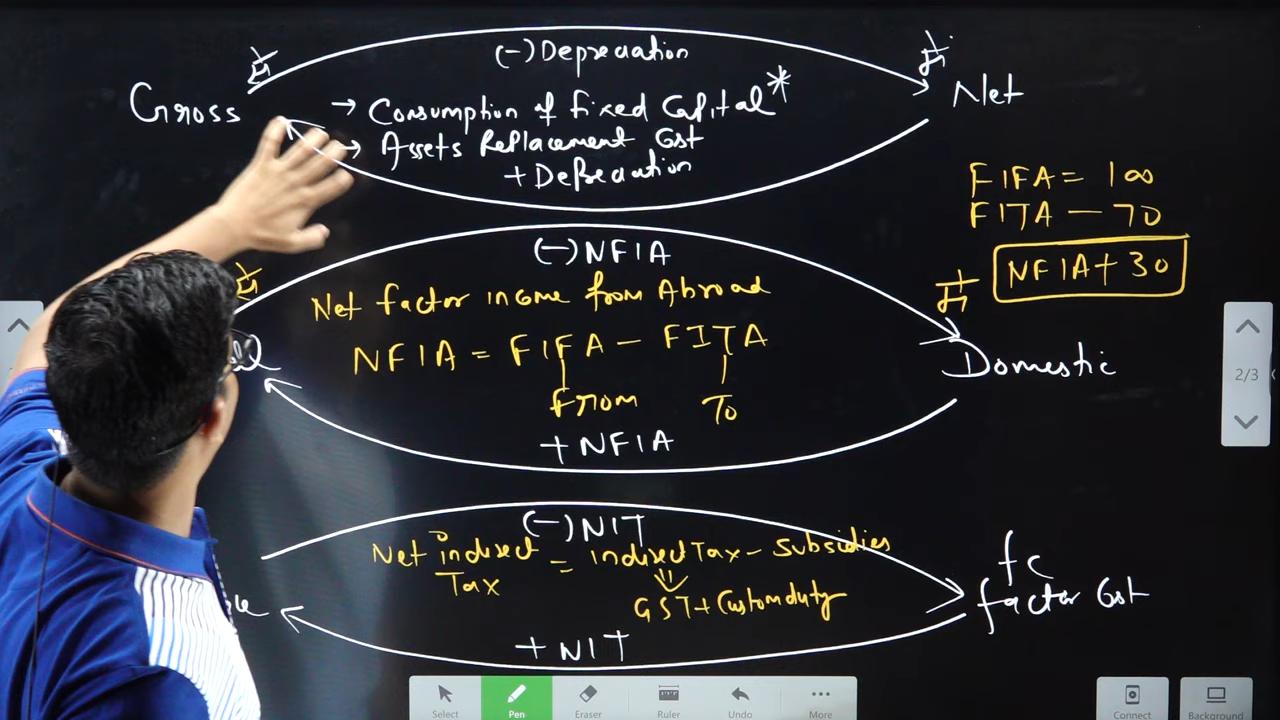 (-) Depreciation
Gross
Net
→ Consumption of Fixed Capital*
→ Assets Replacement Cost
+ Depreciation
FIFA = 100
FITA - 70
NFIA + 30
(-) NFIA
Net factor income from Abroad
NFIA = FIFA - FITA
Domestic
From
To
+ NFIA
2/3
(-) NIT
Net indirect Tax = Indirect Tax - Subsidies
GST + Custom duty
fc
factor Cost
+ NIT
Select
Pen
Eraser
Ruler
Undo
More
Connect
Background